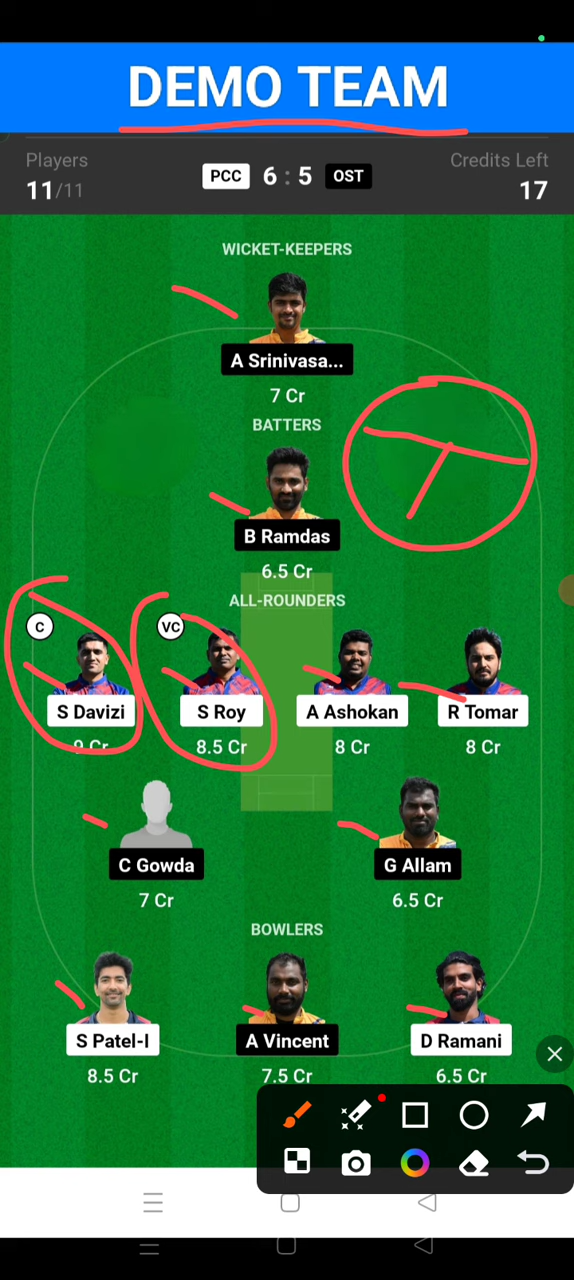 DEMO TEAM
Players
Credits Left
11/11
PCC 6 : 5 OST
17
WICKET-KEEPERS
A Srinivasa...
7 Cr
BATTERS
B Ramdas
6.5 Cr
ALL-ROUNDERS
C VC
S Davizi S Roy A Ashokan R Tomar
9 Cr 8.5 Cr 8 Cr 8 Cr
C Gowda G Allam
7 Cr 6.5 Cr
BOWLERS
S Patel-I A Vincent D Ramani
8.5 Cr 7.5 Cr 6.5 Cr